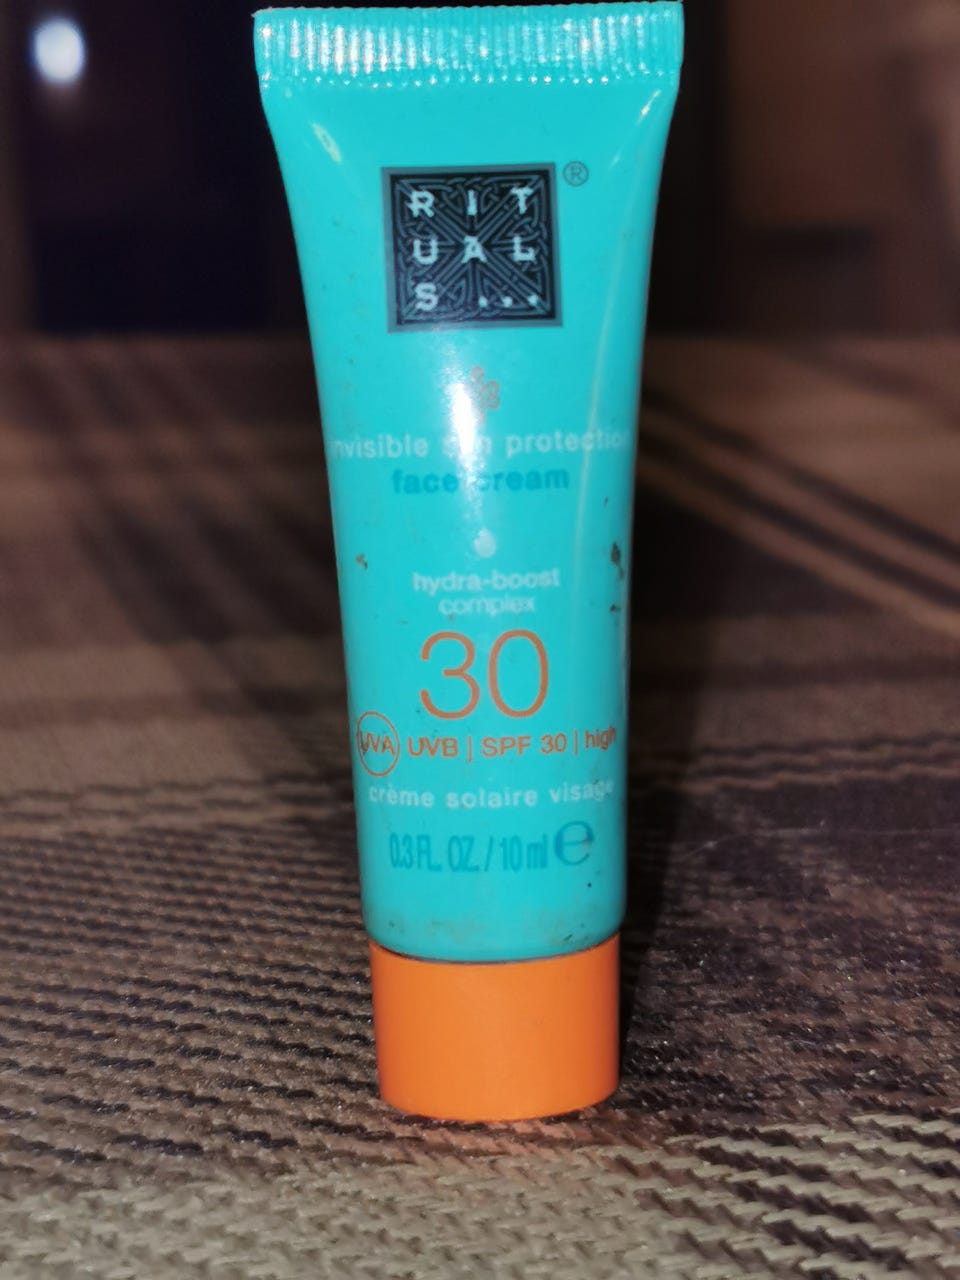 RIT
UAL
S...
®
invisible sun protection
face cream
hydra-boost
complex
30
UVA UVB | SPF 30 | high
crème solaire visage
0.3 FL. OZ. / 10 ml e